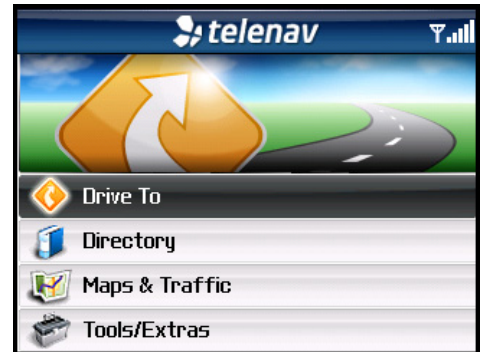 telenav
Drive To
Directory
Maps & Traffic
Tools/Extras